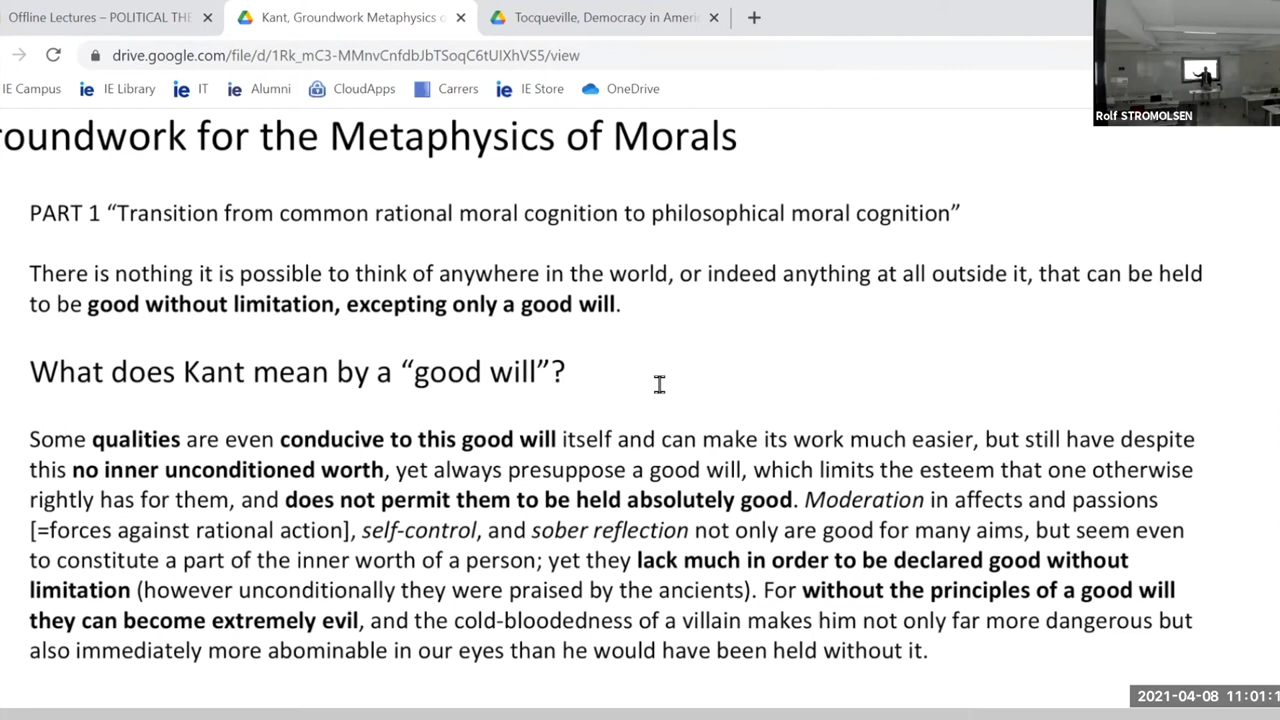 Offline Lectures – POLITICAL THE
Kant, Groundwork Metaphysics o
Tocqueville, Democracy in Ameri
drive.google.com/file/d/1Rk_mC3-MMnvCnfdbJbTSoqC6tUIXhVS5/view
IE Campus ie IE Library ie IT ie Alumni CloudApps Carrers ie IE Store OneDrive
Rolf STROMOLSEN
roundwork for the Metaphysics of Morals
PART 1 “Transition from common rational moral cognition to philosophical moral cognition”
There is nothing it is possible to think of anywhere in the world, or indeed anything at all outside it, that can be held
to be good without limitation, excepting only a good will.
What does Kant mean by a “good will”?
Some qualities are even conducive to this good will itself and can make its work much easier, but still have despite
this no inner unconditioned worth, yet always presuppose a good will, which limits the esteem that one otherwise
rightly has for them, and does not permit them to be held absolutely good. Moderation in affects and passions
[=forces against rational action], self-control, and sober reflection not only are good for many aims, but seem even
to constitute a part of the inner worth of a person; yet they lack much in order to be declared good without
limitation (however unconditionally they were praised by the ancients). For without the principles of a good will
they can become extremely evil, and the cold-bloodedness of a villain makes him not only far more dangerous but
also immediately more abominable in our eyes than he would have been held without it.
2021-04-08 11:01:1